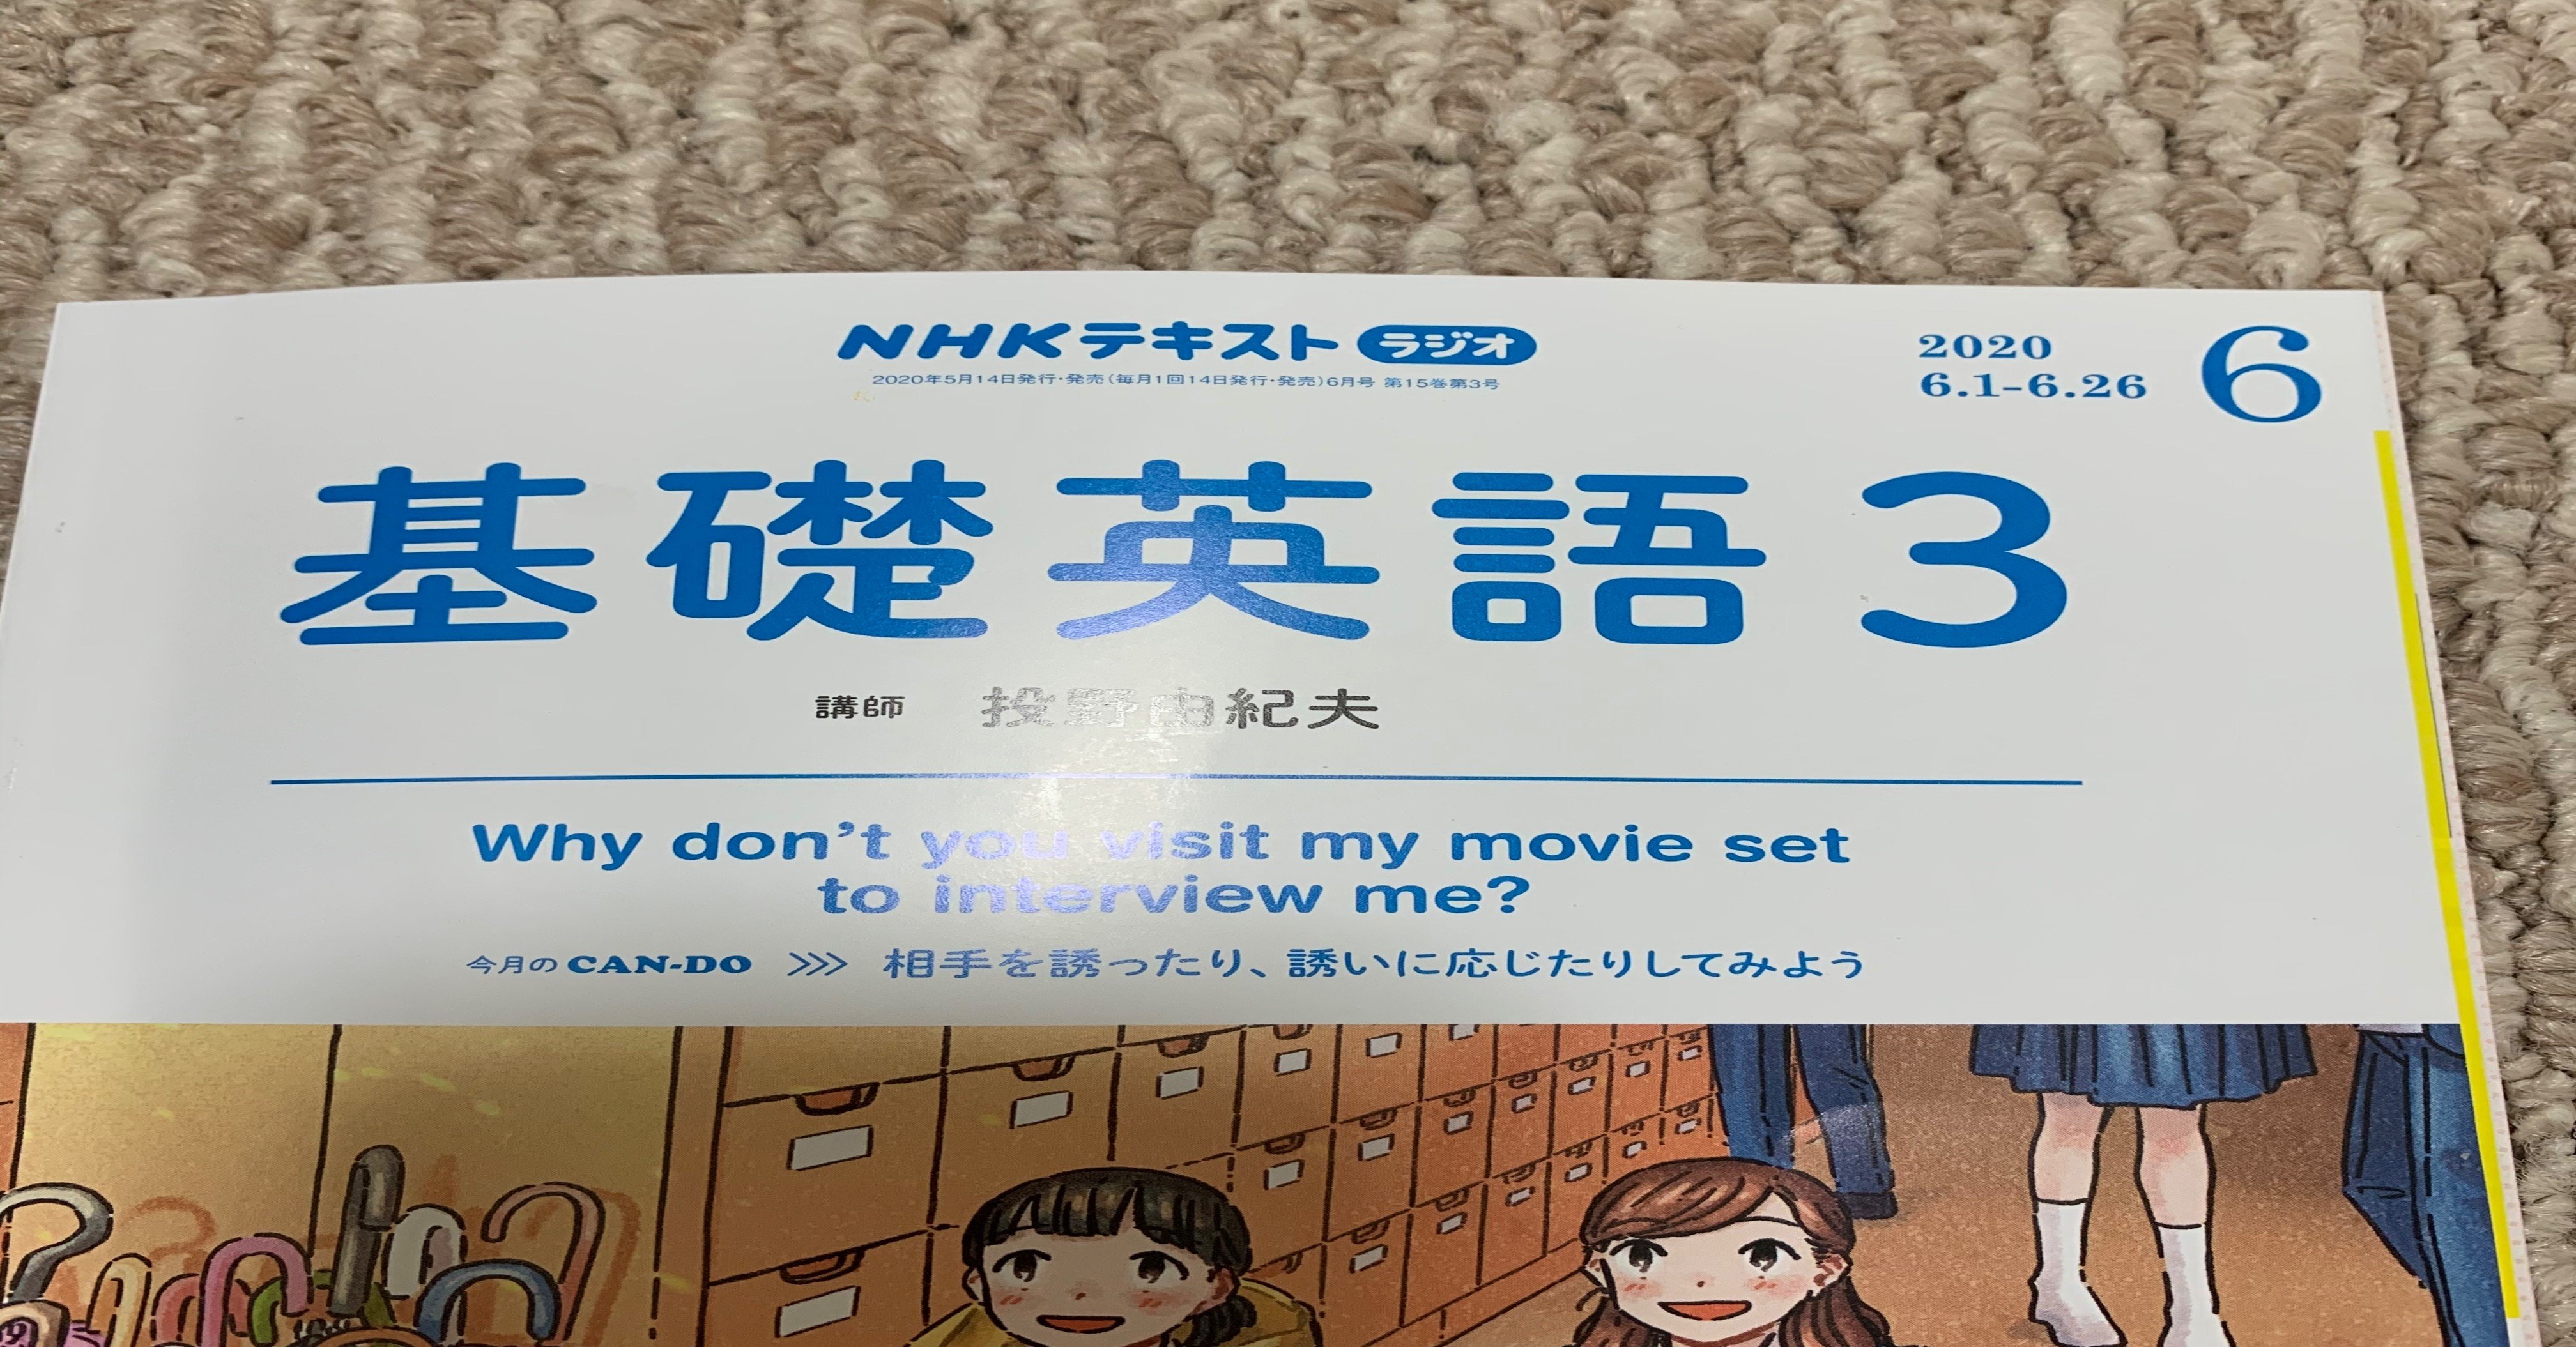 NHKテキスト ラジオ
2020年5月14日発行・発売(毎月1回14日発行・発売)6月号 第15巻第3号
2020
6.1-6.26
6
基礎英語3
講師 投野由紀夫
Why don't you visit my movie set
to interview me?
今月のCAN-DO >>> 相手を誘ったり、誘いに応じたりしてみよう